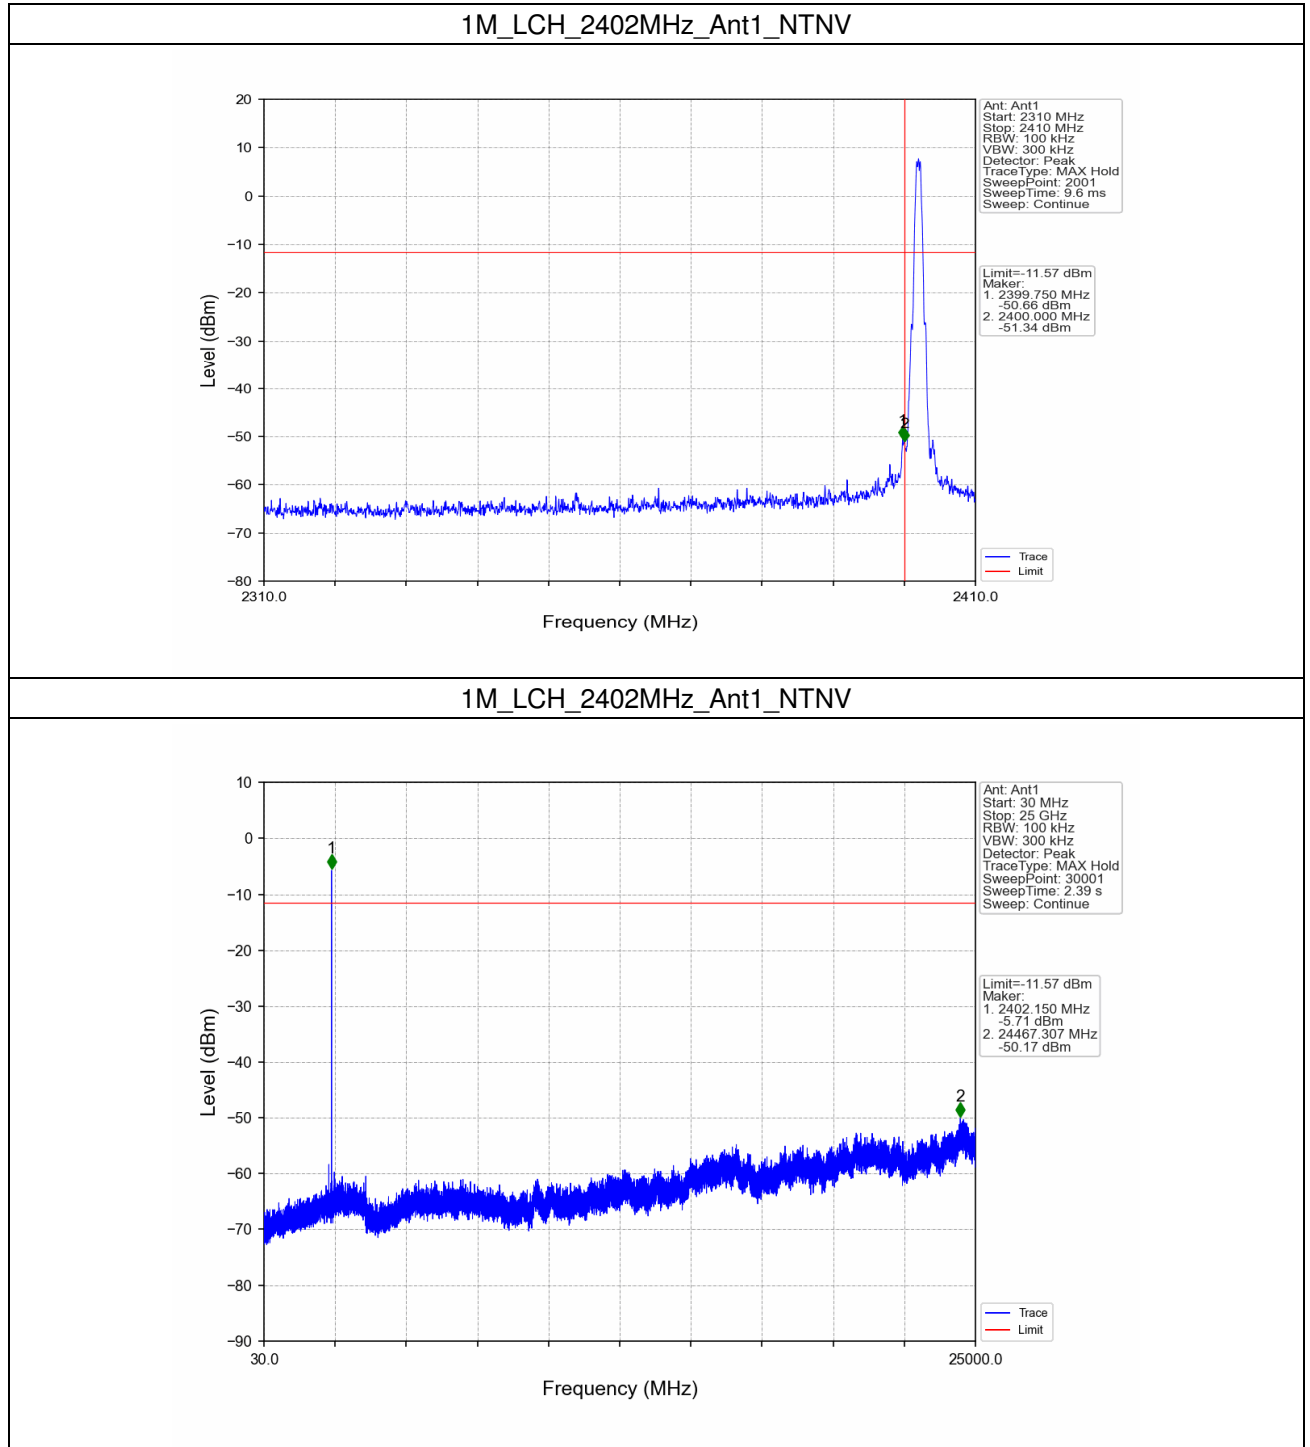 1M_LCH_2402MHz_Ant1_NTNV
20
10
0
−10
−20
−30
−40
−50
−60
−70
−80
Level (dBm)
2310.0
2410.0
Frequency (MHz)
1
2
Ant: Ant1
Start: 2310 MHz
Stop: 2410 MHz
RBW: 100 kHz
VBW: 300 kHz
Detector: Peak
TraceType: MAX Hold
SweepPoint: 2001
SweepTime: 9.6 ms
Sweep: Continue
Limit=-11.57 dBm
Maker:
1. 2399.750 MHz
-50.66 dBm
2. 2400.000 MHz
-51.34 dBm
Trace
Limit
1M_LCH_2402MHz_Ant1_NTNV
10
0
−10
−20
−30
−40
−50
−60
−70
−80
−90
Level (dBm)
30.0
25000.0
Frequency (MHz)
1
2
Ant: Ant1
Start: 30 MHz
Stop: 25 GHz
RBW: 100 kHz
VBW: 300 kHz
Detector: Peak
TraceType: MAX Hold
SweepPoint: 30001
SweepTime: 2.39 s
Sweep: Continue
Limit=-11.57 dBm
Maker:
1. 2402.150 MHz
-5.71 dBm
2. 24467.307 MHz
-50.17 dBm
Trace
Limit